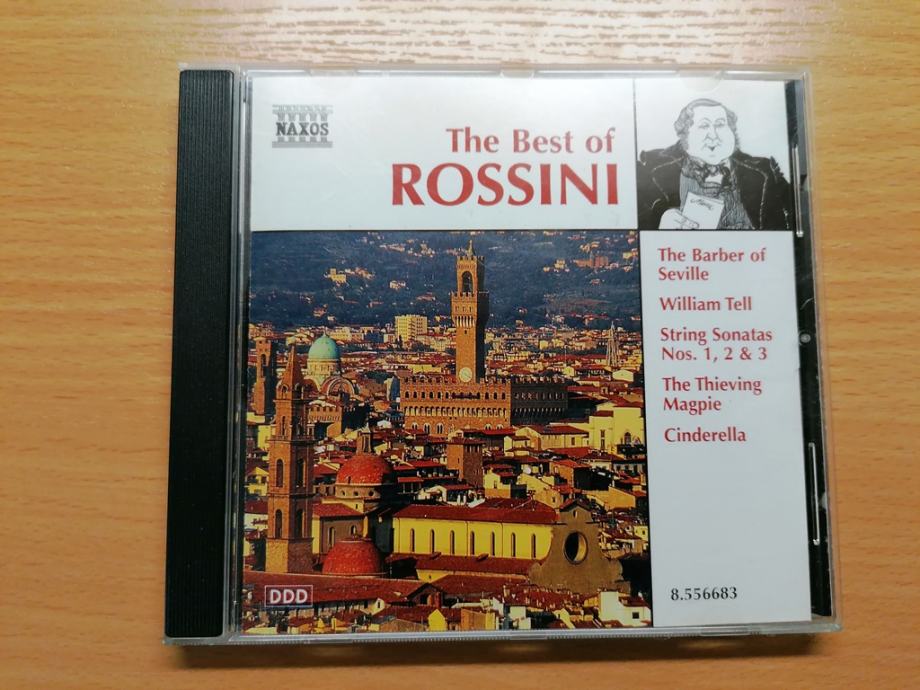 NAXOS
The Best of
ROSSINI
The Barber of
Seville
William Tell
String Sonatas
Nos. 1, 2 & 3
The Thieving
Magpie
Cinderella
DDD
8.556683